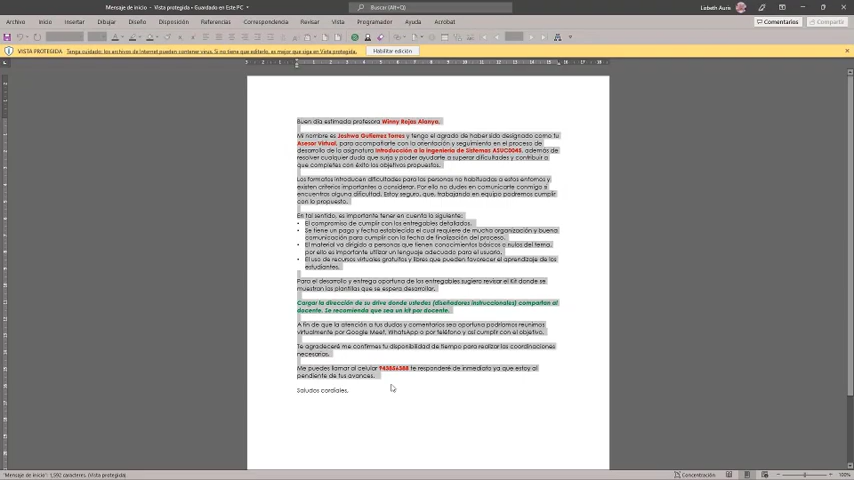 Mensaje de inicio - Vista protegida • Guardado en Este PC
Buscar (Alt+Q)
Lizbeth Auris
Archivo Inicio Insertar Dibujar Diseño Disposición Referencias Correspondencia Revisar Vista Programador Ayuda Acrobat
Comentarios Compartir
VISTA PROTEGIDA Tenga cuidado: los archivos de Internet pueden contener virus. Si no tiene que editarlo, es mejor que siga en Vista protegida. Habilitar edición
Buen día estimada profesora Winny Rojas Alanya,
Mi nombre es Joshwa Gutierrez Torres y tengo el agrado de haber sido designado como tu
Asesor Virtual, para acompañarte con la orientación y seguimiento en el proceso de
desarrollo de la asignatura Introducción a la Ingeniería de Sistemas ASUC0048, además de
resolver cualquier duda que surja y poder ayudarte a superar dificultades y contribuir a
que completes con éxito los objetivos propuestos.
Los formatos introducen dificultades para las personas no habituadas a estos entornos y
existen criterios importantes a considerar. Por ello no dudes en comunicarte conmigo si
encuentras alguna dificultad. Estoy seguro, que, trabajando en equipo podremos cumplir
con lo propuesto.
En tal sentido, es importante tener en cuenta lo siguiente:
• El compromiso de cumplir con los entregables detallados.
• Se tiene un pago y fecha establecida el cual requiere de mucha organización y buena
comunicación para cumplir con la fecha de finalización del proceso.
• El material va dirigido a personas que tienen conocimientos básicos o nulos del tema,
por ello es importante utilizar un lenguaje adecuado para el usuario.
• El uso de recursos virtuales gratuitos y libres que pueden favorecer el aprendizaje de los
estudiantes.
Para el desarrollo y entrega oportuna de los entregables sugiero revisar el Kit donde se
muestran las plantillas que se espera desarrollar.
Cargar la dirección de su drive donde ustedes (diseñadores instruccionales) compartan al
docente. Se recomienda que sea un kit por docente.
A fin de que la atención a tus dudas y comentarios sea oportuna podríamos reunirnos
virtualmente por Google Meet, WhatsApp o por teléfono y así cumplir con el objetivo.
Te agradeceré me confirmes tu disponibilidad de tiempo para realizar las coordinaciones
necesarias.
Me puedes llamar al celular 943856388 te responderé de inmediato ya que estoy al
pendiente de tus avances.
Saludos cordiales,
"Mensaje de inicio": 1,592 caracteres. (Vista protegida)
Concentración
100%